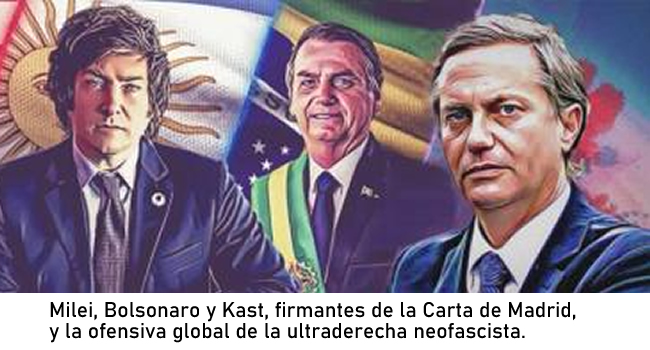 Milei, Bolsonaro y Kast, firmantes de la Carta de Madrid,
y la ofensiva global de la ultraderecha neofascista.